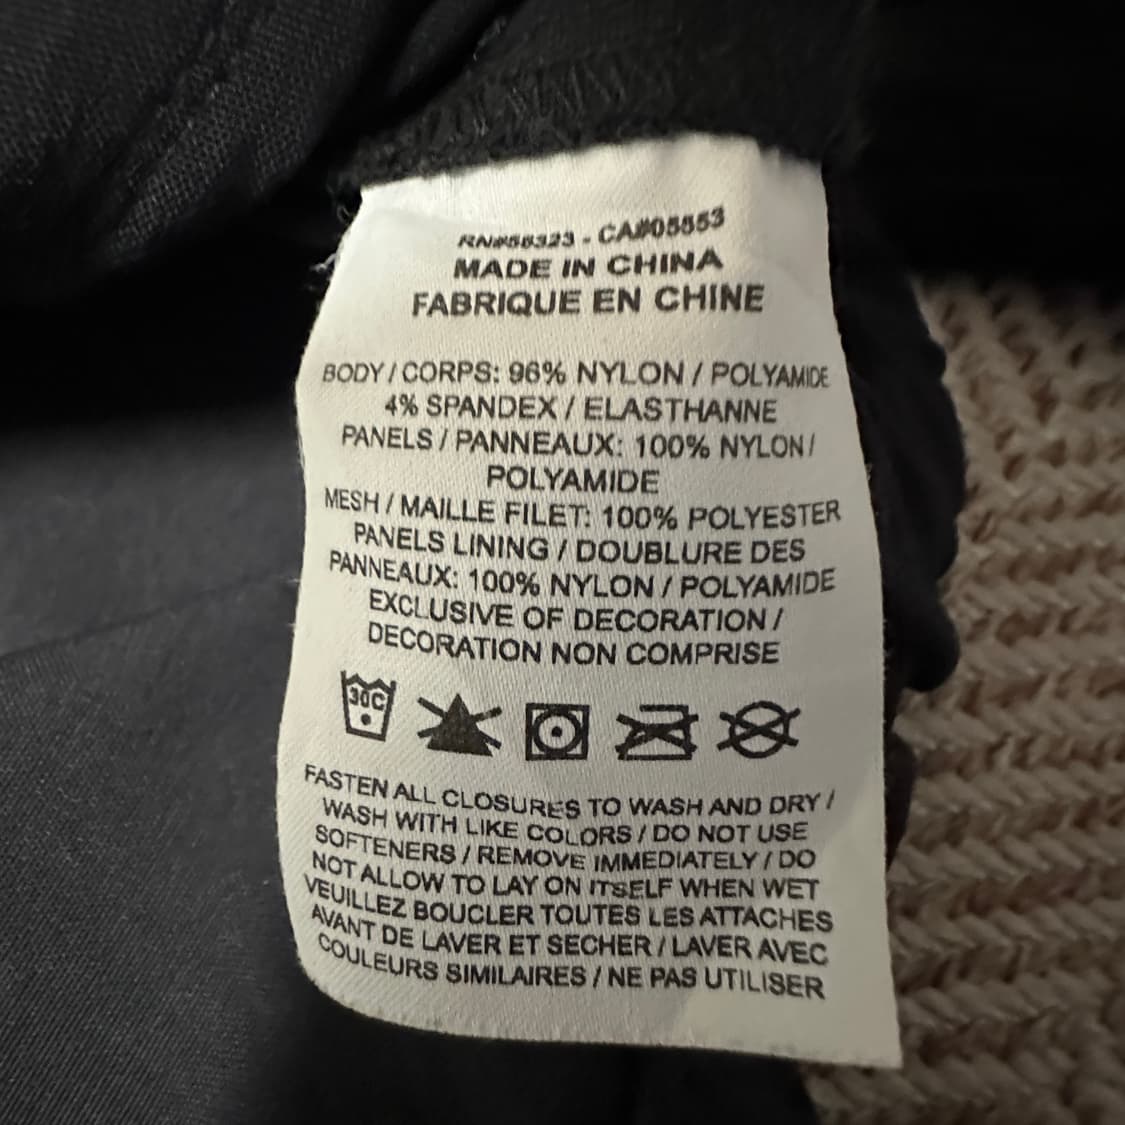 RN#56323 - CA#05553
MADE IN CHINA
FABRIQUE EN CHINE
BODY / CORPS: 96% NYLON / POLYAMIDE
4% SPANDEX / ELASTHANNE
PANELS / PANNEAUX: 100% NYLON /
POLYAMIDE
MESH / MAILLE FILET: 100% POLYESTER
PANELS LINING / DOUBLURE DES
PANNEAUX: 100% NYLON / POLYAMIDE
EXCLUSIVE OF DECORATION /
DECORATION NON COMPRISE
30C
FASTEN ALL CLOSURES TO WASH AND DRY /
WASH WITH LIKE COLORS / DO NOT USE
SOFTENERS / REMOVE IMMEDIATELY / DO
NOT ALLOW TO LAY ON ITSELF WHEN WET
VEUILLEZ BOUCLER TOUTES LES ATTACHES
AVANT DE LAVER ET SECHER / LAVER AVEC
COULEURS SIMILAIRES / NE PAS UTILISER